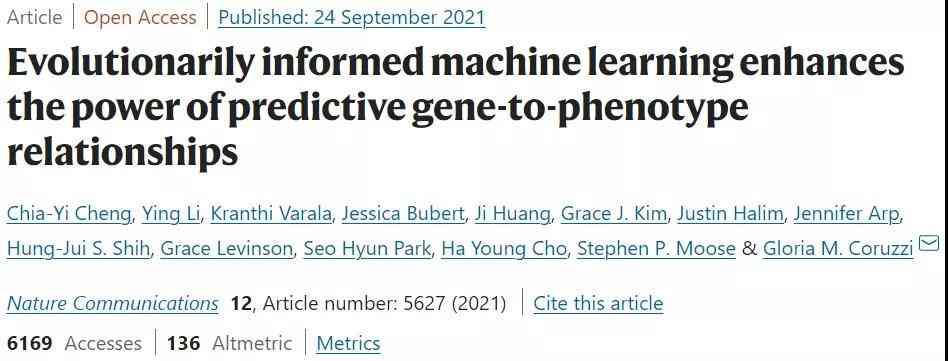 Article | Open Access | Published: 24 September 2021
Evolutionarily informed machine learning enhances
the power of predictive gene-to-phenotype
relationships
Chia-Yi Cheng, Ying Li, Kranthi Varala, Jessica Bubert, Ji Huang, Grace J. Kim, Justin Halim, Jennifer Arp,
Hung-Jui S. Shih, Grace Levinson, Seo Hyun Park, Ha Young Cho, Stephen P. Moose & Gloria M. Coruzzi
Nature Communications 12, Article number: 5627 (2021) | Cite this article
6169 Accesses | 136 Altmetric | Metrics